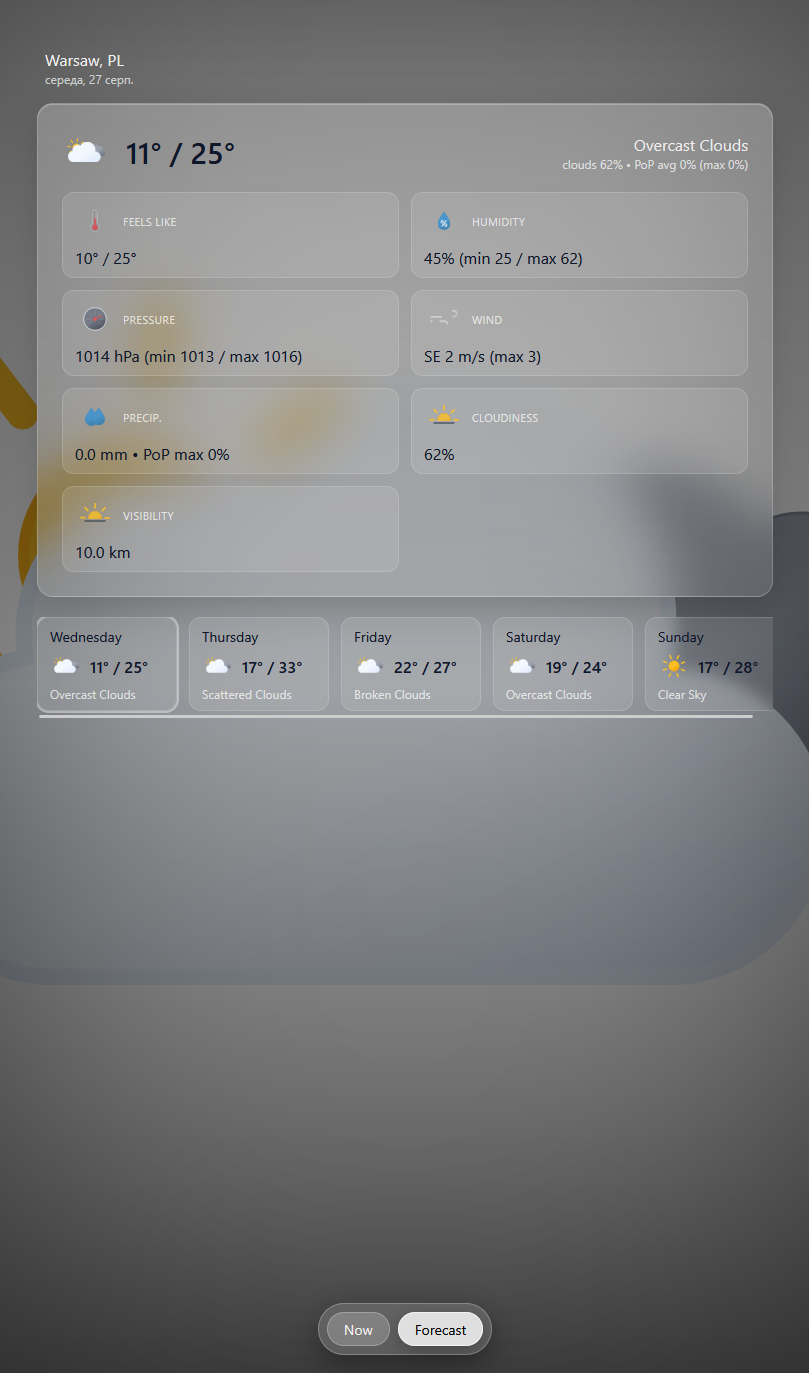 Warsaw, PL
середа, 27 серп.
11° / 25°
Overcast Clouds
clouds 62% • PoP avg 0% (max 0%)
FEELS LIKE
10° / 25°
HUMIDITY
45% (min 25 / max 62)
PRESSURE
1014 hPa (min 1013 / max 1016)
WIND
SE 2 m/s (max 3)
PRECIP.
0.0 mm • PoP max 0%
CLOUDINESS
62%
VISIBILITY
10.0 km
Wednesday
11° / 25°
Overcast Clouds
Thursday
17° / 33°
Scattered Clouds
Friday
22° / 27°
Broken Clouds
Saturday
19° / 24°
Overcast Clouds
Sunday
17° / 28°
Clear Sky
Now
Forecast